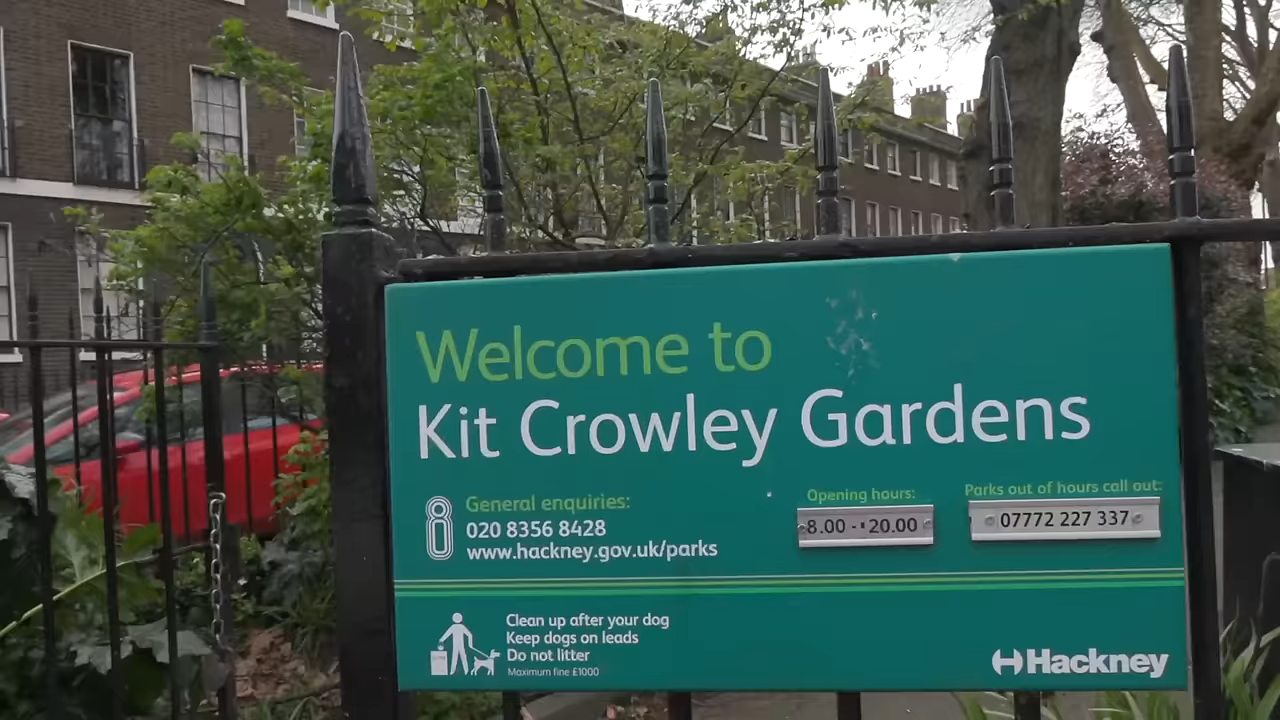 Welcome to
Kit Crowley Gardens
General enquiries:
020 8356 8428
www.hackney.gov.uk/parks
Opening hours:
8.00 - 20.00
Parks out of hours call out:
07772 227 337
Clean up after your dog
Keep dogs on leads
Do not litter
Maximum fine £1000
Hackney